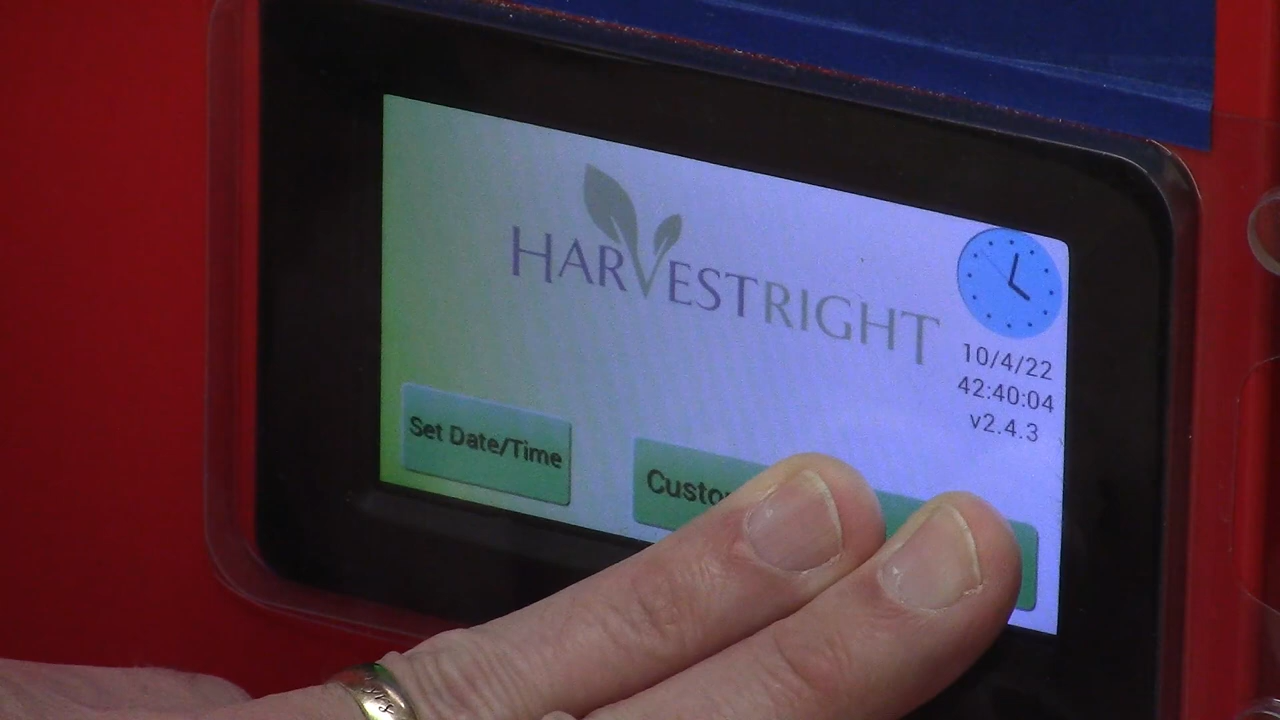 HARVESTRIGHT
10/4/22
42:40:04
v2.4.3
Set Date/Time